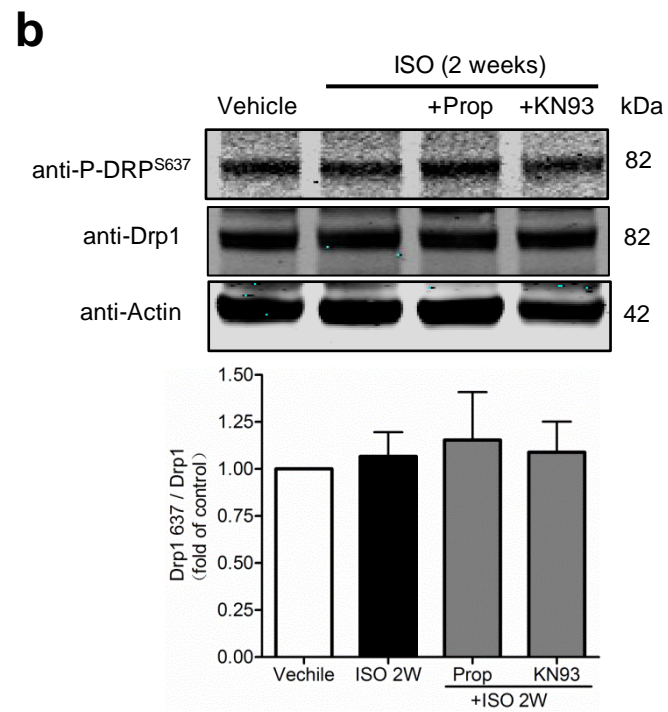 b
ISO (2 weeks)
Vehicle +Prop +KN93 kDa
anti-P-DRP^S637 82
anti-Drp1 82
anti-Actin 42
Drp1 637 / Drp1
(fold of control)
1.50
1.25
1.00
0.75
0.50
0.25
0.00
Vechile ISO 2W Prop KN93
+ISO 2W